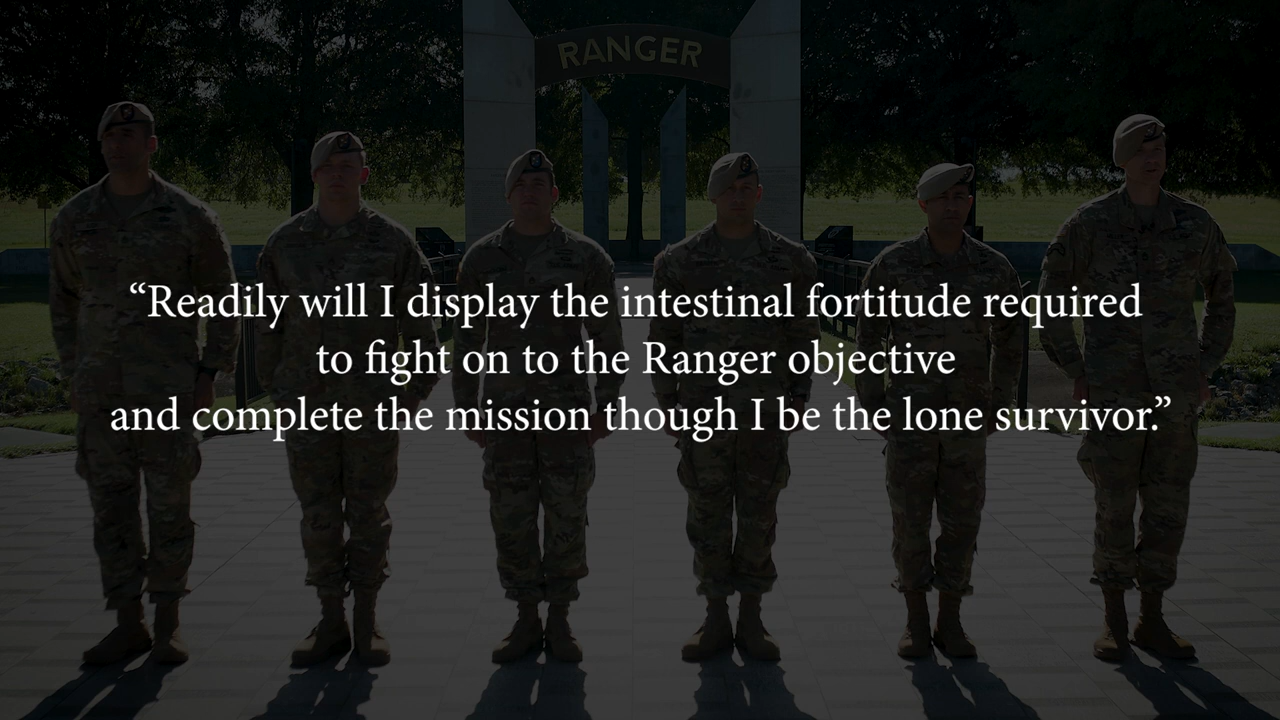 RANGER
“Readily will I display the intestinal fortitude required
to fight on to the Ranger objective
and complete the mission though I be the lone survivor.”